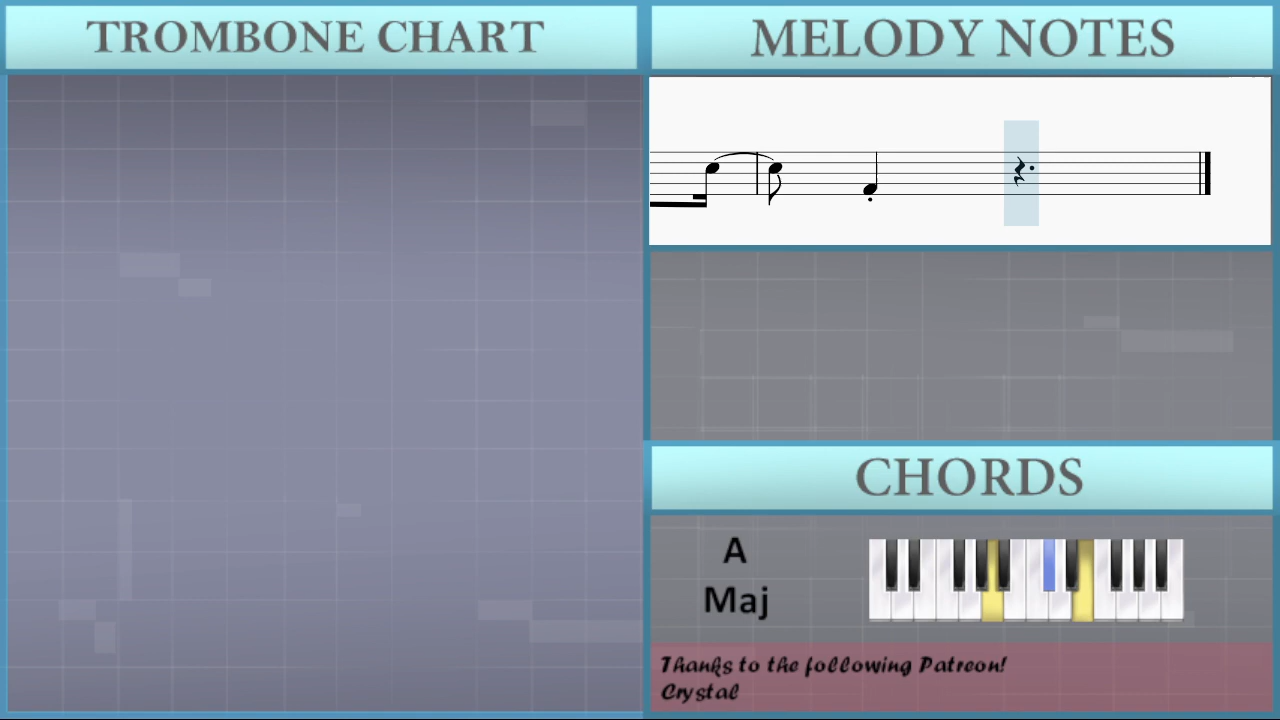 TROMBONE CHART
MELODY NOTES
CHORDS
A
Maj
Thanks to the following Patreon!
Crystal